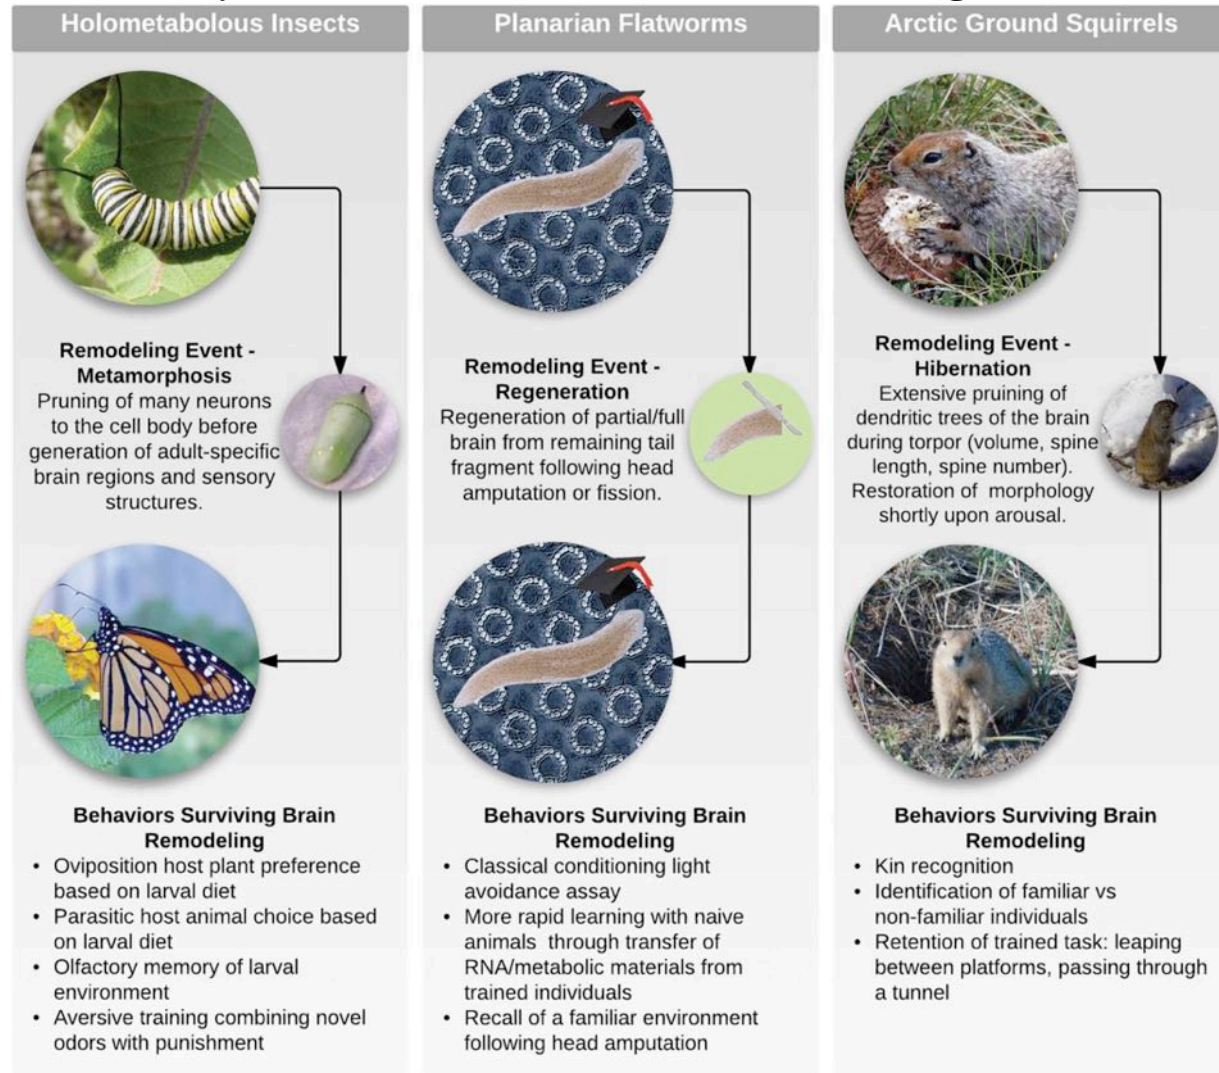 Holometabolous Insects
Remodeling Event -
Metamorphosis
Pruning of many neurons
to the cell body before
generation of adult-specific
brain regions and sensory
structures.
Behaviors Surviving Brain
Remodeling
• Oviposition host plant preference
based on larval diet
• Parasitic host animal choice based
on larval diet
• Olfactory memory of larval
environment
• Aversive training combining novel
odors with punishment
Planarian Flatworms
Remodeling Event -
Regeneration
Regeneration of partial/full
brain from remaining tail
fragment following head
amputation or fission.
Behaviors Surviving Brain
Remodeling
• Classical conditioning light
avoidance assay
• More rapid learning with naive
animals through transfer of
RNA/metabolic materials from
trained individuals
• Recall of a familiar environment
following head amputation
Arctic Ground Squirrels
Remodeling Event -
Hibernation
Extensive pruining of
dendritic trees of the brain
during torpor (volume, spine
length, spine number).
Restoration of morphology
shortly upon arousal.
Behaviors Surviving Brain
Remodeling
• Kin recognition
• Identification of familiar vs
non-familiar individuals
• Retention of trained task: leaping
between platforms, passing through
a tunnel